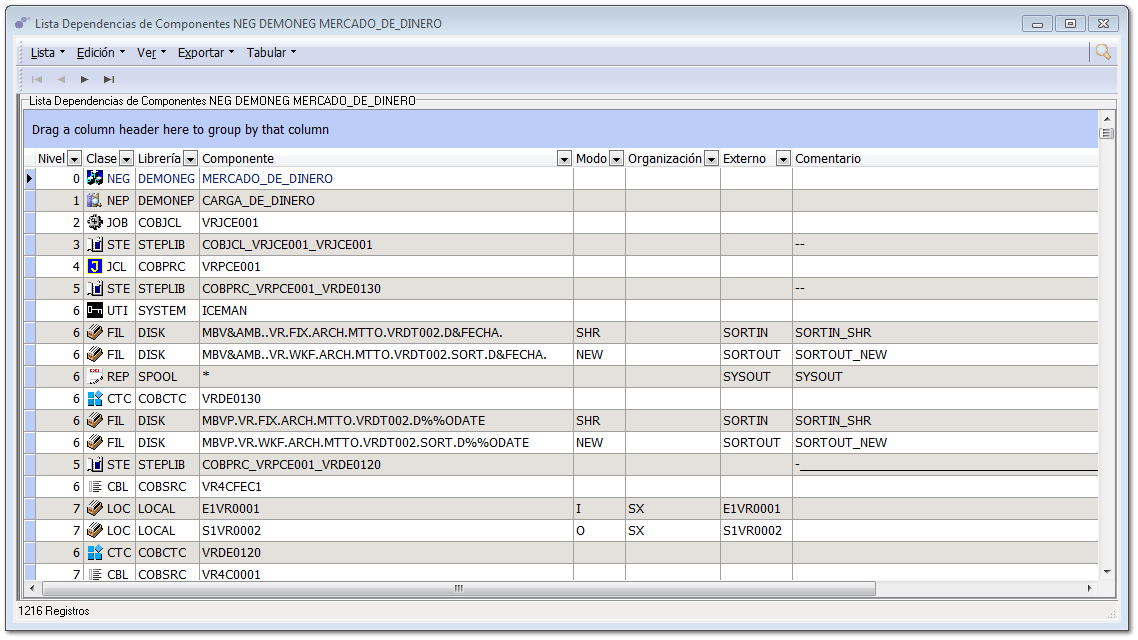 Lista Dependencias de Componentes NEG DEMONEG MERCADO_DE_DINERO
Lista Edición Ver Exportar Tabular
Lista Dependencias de Componentes NEG DEMONEG MERCADO_DE_DINERO
Drag a column header here to group by that column
Nivel Clase Librería Componente Modo Organización Externo Comentario
0 NEG DEMONEG MERCADO_DE_DINERO
1 NEP DEMONEP CARGA_DE_DINERO
2 JOB COBJCL VRJCE001
3 STE STEPLIB COBJCL_VRJCE001_VRJCE001 --
4 J JCL COBPRC VRPCE001
5 STE STEPLIB COBPRC_VRPCE001_VRDE0130 --
6 UTI SYSTEM ICEMAN
6 FIL DISK MBV&AMB..VR.FIX.ARCH.MTTO.VRDT002.D&FECHA. SHR SORTIN SORTIN_SHR
6 FIL DISK MBV&AMB..VR.WKF.ARCH.MTTO.VRDT002.SORT.D&FECHA. NEW SORTOUT SORTOUT_NEW
6 REP SPOOL * SYSOUT SYSOUT
6 CTC COBCTC VRDE0130
6 FIL DISK MBVP.VR.FIX.ARCH.MTTO.VRDT002.D%%ODATE SHR SORTIN SORTIN_SHR
6 FIL DISK MBVP.VR.WKF.ARCH.MTTO.VRDT002.SORT.D%%ODATE NEW SORTOUT SORTOUT_NEW
5 STE STEPLIB COBPRC_VRPCE001_VRDE0120 -_______________________________________
6 CBL COBSRC VR4CFEC1
7 LOC LOCAL E1VR0001 I SX E1VR0001
7 LOC LOCAL S1VR0002 O SX S1VR0002
6 CTC COBCTC VRDE0120
7 CBL COBSRC VR4C0001
1216 Registros